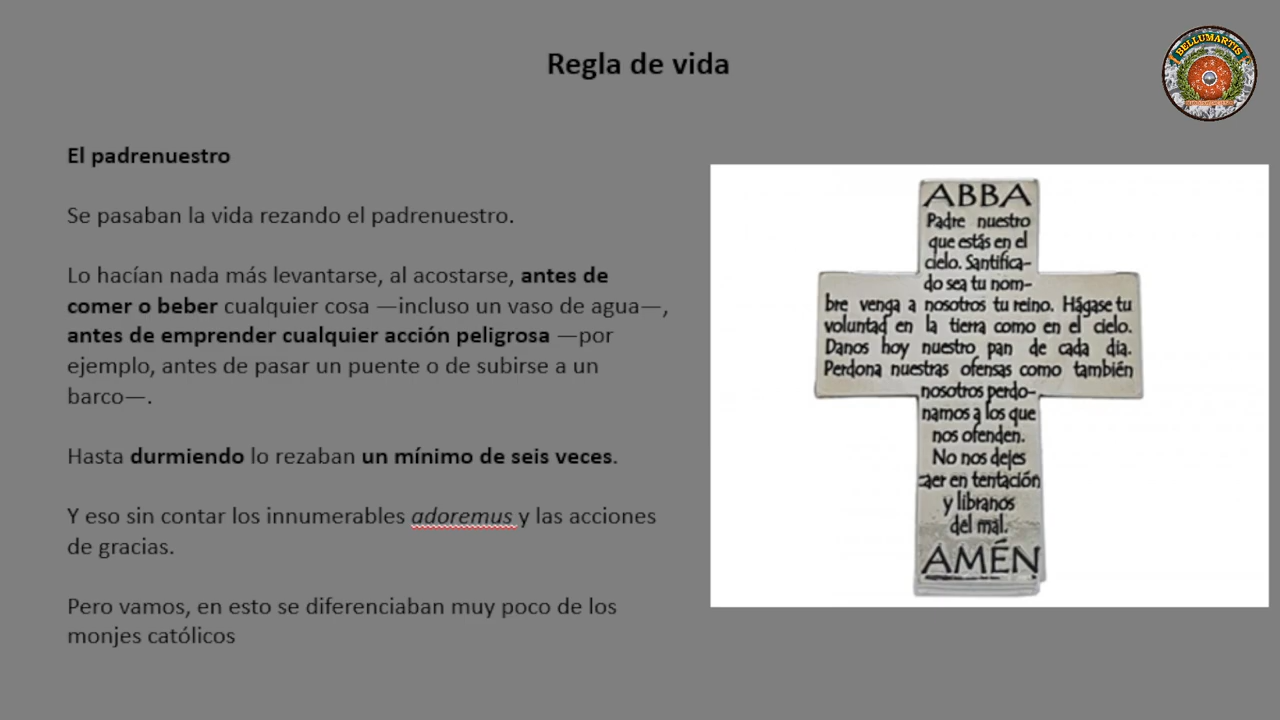 Regla de vida
BELLUMARTIS
El padrenuestro
Se pasaban la vida rezando el padrenuestro.
Lo hacían nada más levantarse, al acostarse, antes de
comer o beber cualquier cosa —incluso un vaso de agua—,
antes de emprender cualquier acción peligrosa —por
ejemplo, antes de pasar un puente o de subirse a un
barco—.
Hasta durmiendo lo rezaban un mínimo de seis veces.
Y eso sin contar los innumerables adoremus y las acciones
de gracias.
Pero vamos, en esto se diferenciaban muy poco de los
monjes católicos
ABBA
Padre nuestro
que estás en el
cielo. Santifica-
do sea tu nom-
bre venga a nosotros tu reino. Hágase tu
voluntad en la tierra como en el cielo.
Danos hoy nuestro pan de cada día.
Perdona nuestras ofensas como también
nosotros perdo-
namos a los que
nos ofenden.
No nos dejes
caer en tentación
y líbranos
del mal.
AMÉN